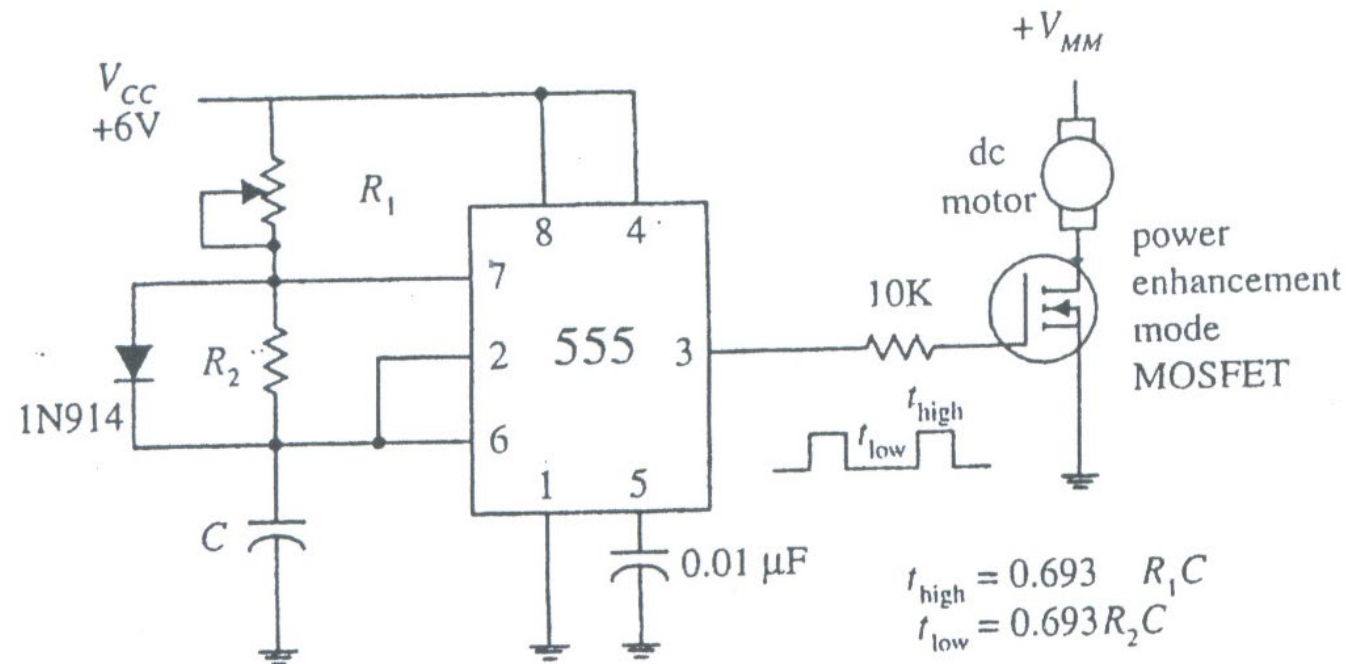 +V_MM
V_CC
+6V
R_1
dc
motor
8 4
7
power
enhancement
mode
MOSFET
10K
R_2
2
555
3
1N914
6
t_high
t_low
1 5
C
0.01 μF
t_high = 0.693 R_1C
t_low = 0.693R_2C